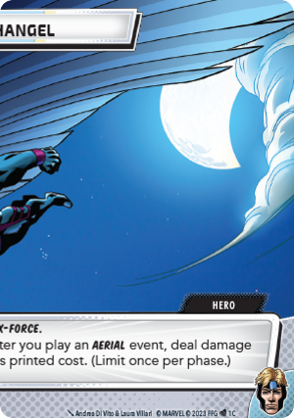 HANGEL
HERO
X-FORCE.
ter you play an AERIAL event, deal damage
s printed cost. (Limit once per phase.)
Andrea Di Vito & Laura Villari © MARVEL © 2023 FFG 1C